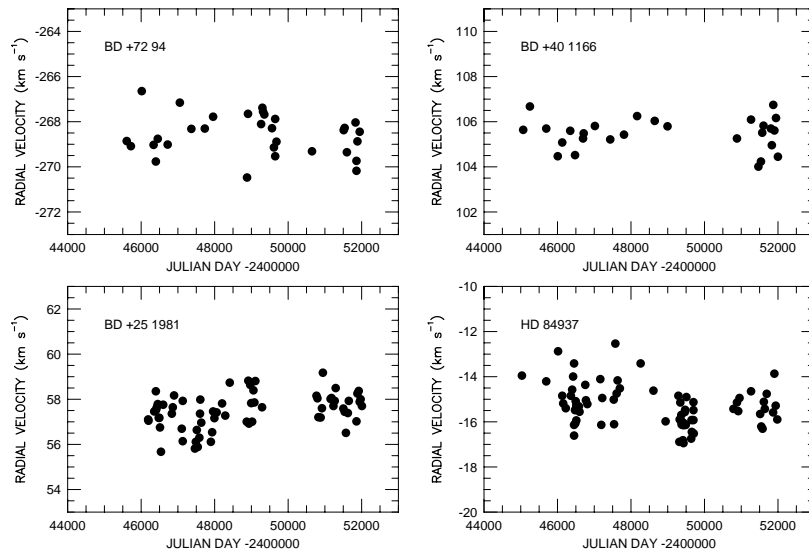 -263
-266
-268
-270
-272
RADIAL VELOCITY (km s⁻¹)
BD +72 94
44000 46000 48000 50000 52000
JULIAN DAY -2400000
110
108
106
104
102
RADIAL VELOCITY (km s⁻¹)
BD +40 1166
44000 46000 48000 50000 52000
JULIAN DAY -2400000
62
60
58
56
54
53
RADIAL VELOCITY (km s⁻¹)
BD +25 1981
44000 46000 48000 50000 52000
JULIAN DAY -2400000
-10
-12
-14
-16
-18
-20
RADIAL VELOCITY (km s⁻¹)
HD 84937
44000 46000 48000 50000 52000
JULIAN DAY -2400000